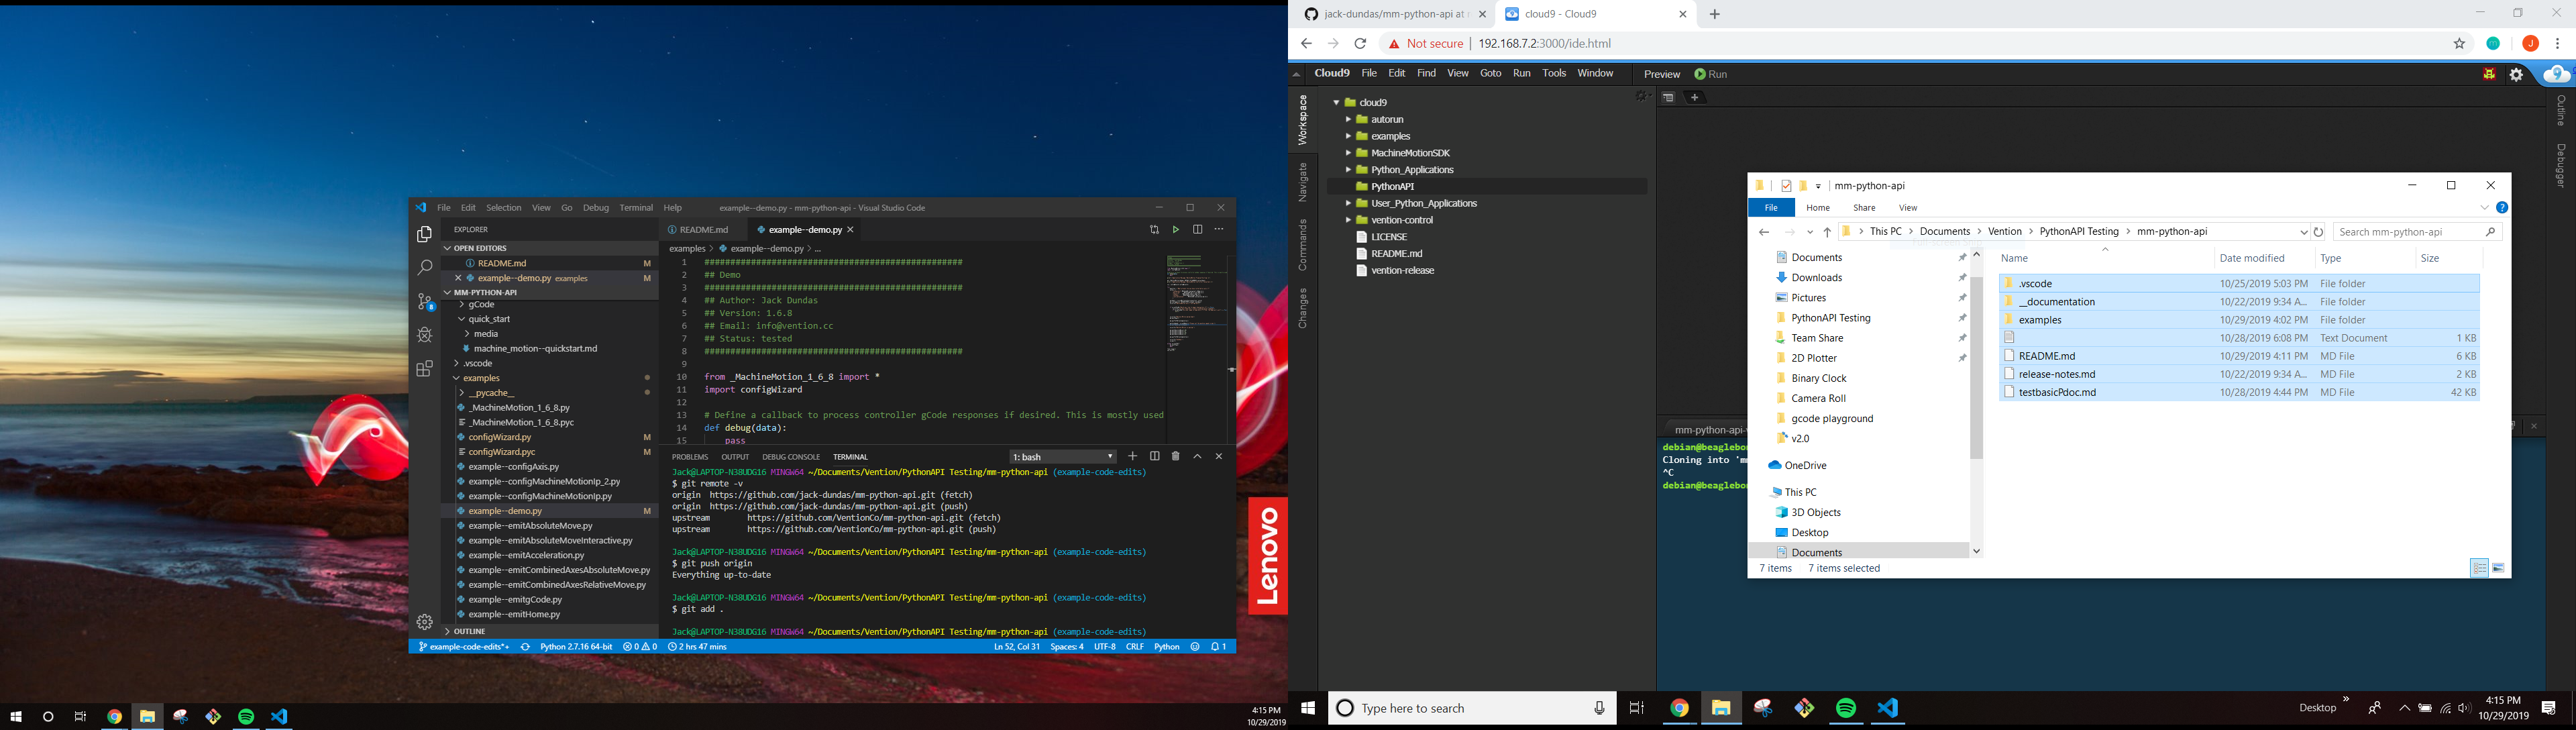 File Edit Selection View Go Debug Terminal Help example--demo.py - mm-python-api - Visual Studio Code
EXPLORER
OPEN EDITORS
README.md M
example--demo.py examples M
MM-PYTHON-API
gCode
quick_start
media
machine_motion--quickstart.md
.vscode
examples
__pycache__
_MachineMotion_1_6_8.py
_MachineMotion_1_6_8.pyc
configWizard.py M
configWizard.pyc M
example--configAxis.py
example--configMachineMotionIp_2.py
example--configMachineMotionIp.py
example--demo.py M
example--emitAbsoluteMove.py
example--emitAbsoluteMoveInteractive.py
example--emitAcceleration.py
example--emitCombinedAxesAbsoluteMove.py
example--emitCombinedAxesRelativeMove.py
example--emitgCode.py
example--emitHome.py
OUTLINE
README.md example--demo.py
examples > example--demo.py > ...
1 ##################################################
2 ## Demo
3 ##################################################
4 ## Author: Jack Dundas
5 ## Version: 1.6.8
6 ## Email: info@vention.cc
7 ## Status: tested
8 ##################################################
9
10 from _MachineMotion_1_6_8 import *
11 import configWizard
12
13 # Define a callback to process controller gCode responses if desired. This is mostly used
14 def debug(data):
15 pass
PROBLEMS OUTPUT DEBUG CONSOLE TERMINAL 1: bash
Jack@LAPTOP-N38UDG16 MINGW64 ~/Documents/Vention/PythonAPI Testing/mm-python-api (example-code-edits)
$ git remote -v
origin https://github.com/jack-dundas/mm-python-api.git (fetch)
origin https://github.com/jack-dundas/mm-python-api.git (push)
upstream https://github.com/VentionCo/mm-python-api.git (fetch)
upstream https://github.com/VentionCo/mm-python-api.git (push)
Jack@LAPTOP-N38UDG16 MINGW64 ~/Documents/Vention/PythonAPI Testing/mm-python-api (example-code-edits)
$ git push origin
Everything up-to-date
Jack@LAPTOP-N38UDG16 MINGW64 ~/Documents/Vention/PythonAPI Testing/mm-python-api (example-code-edits)
$ git add .
Jack@LAPTOP-N38UDG16 MINGW64 ~/Documents/Vention/PythonAPI Testing/mm-python-api (example-code-edits)
example-code-edits*+ Python 2.7.16 64-bit 0 0 2 hrs 47 mins Ln 52, Col 31 Spaces: 4 UTF-8 CRLF Python 1
Lenovo
4:15 PM
10/29/2019
jack-dundas/mm-python-api at cloud9 - Cloud9
Not secure | 192.168.7.2:3000/ide.html J
Cloud9 File Edit Find View Goto Run Tools Window Preview Run
Workspace
Navigate
Commands
Changes
cloud9
autorun
examples
MachineMotionSDK
Python_Applications
PythonAPI
User_Python_Applications
vention-control
LICENSE
README.md
vention-release
Outline
Debugger
mm-python-api-
debian@beaglebo
Cloning into 'm
^C
debian@beaglebo
mm-python-api
File Home Share View
This PC > Documents > Vention > PythonAPI Testing > mm-python-api Search mm-python-api
Documents
Downloads
Pictures
PythonAPI Testing
Team Share
2D Plotter
Binary Clock
Camera Roll
gcode playground
v2.0
OneDrive
This PC
3D Objects
Desktop
Documents
Name Date modified Type Size
.vscode 10/25/2019 5:03 PM File folder
__documentation 10/22/2019 9:34 A... File folder
examples 10/29/2019 4:02 PM File folder
10/28/2019 6:08 PM Text Document 1 KB
README.md 10/29/2019 4:11 PM MD File 6 KB
release-notes.md 10/22/2019 9:34 A... MD File 2 KB
testbasicPdoc.md 10/28/2019 4:44 PM MD File 42 KB
7 items 7 items selected
Type here to search
Desktop
4:15 PM
10/29/2019